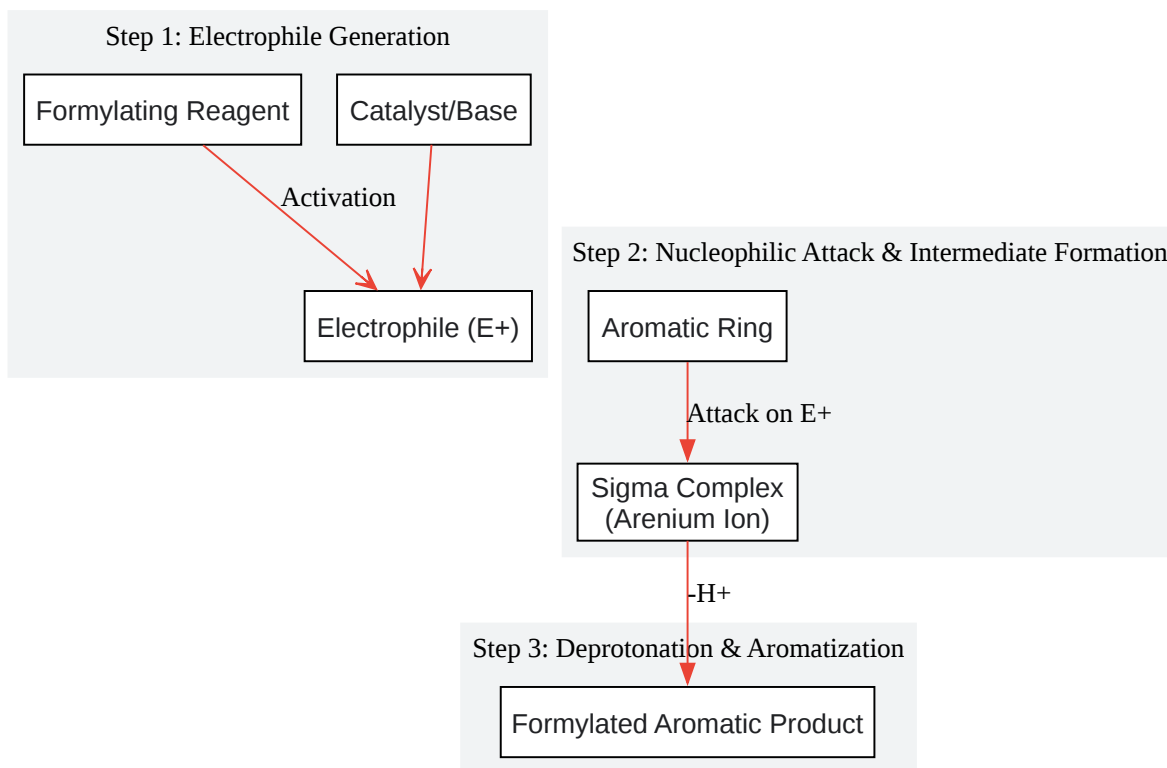 Step 1: Electrophile Generation
Formylating Reagent
Catalyst/Base
Activation
Electrophile (E+)
Step 2: Nucleophilic Attack & Intermediate Formation
Aromatic Ring
Attack on E+
Sigma Complex
(Arenium Ion)
-H+
Step 3: Deprotonation & Aromatization
Formylated Aromatic Product